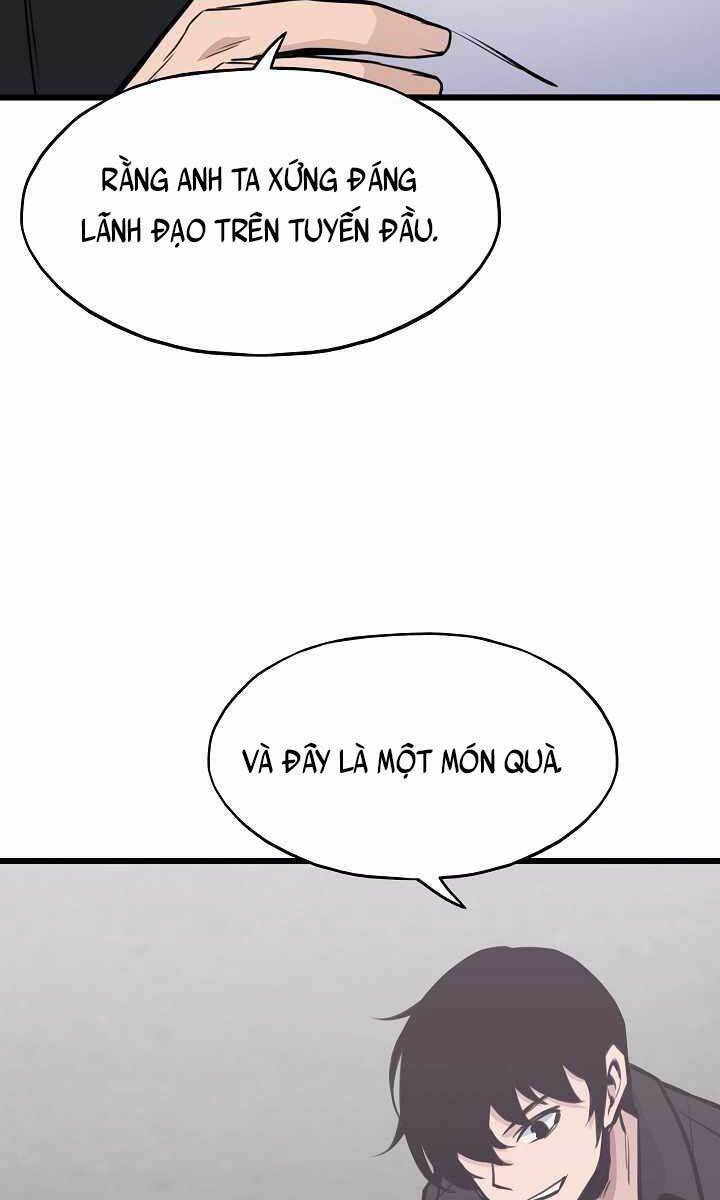 RẰNG ANH TA XỨNG ĐÁNG
LÃNH ĐẠO TRÊN TUYẾN ĐẦU.
VÀ ĐÂY LÀ MỘT MÓN QUÀ.